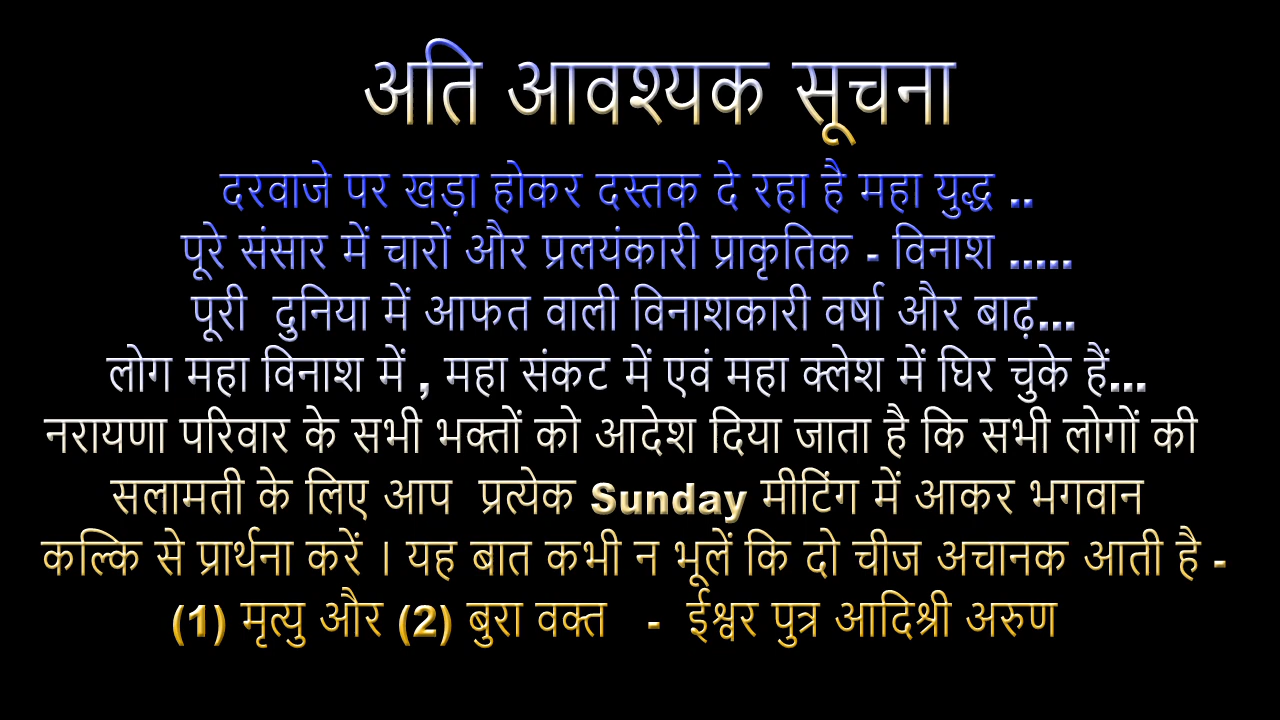 अति आवश्यक सूचना
दरवाजे पर खड़ा होकर दस्तक दे रहा है महा युद्ध ..
पूरे संसार में चारों और प्रलयंकारी प्राकृतिक - विनाश .....
पूरी दुनिया में आफत वाली विनाशकारी वर्षा और बाढ़...
लोग महा विनाश में , महा संकट में एवं महा क्लेश में घिर चुके हैं...
नरायणा परिवार के सभी भक्तों को आदेश दिया जाता है कि सभी लोगों की
सलामती के लिए आप प्रत्येक Sunday मीटिंग में आकर भगवान
कल्कि से प्रार्थना करें । यह बात कभी न भूलें कि दो चीज अचानक आती है -
(1) मृत्यु और (2) बुरा वक्त - ईश्वर पुत्र आदिश्री अरुण